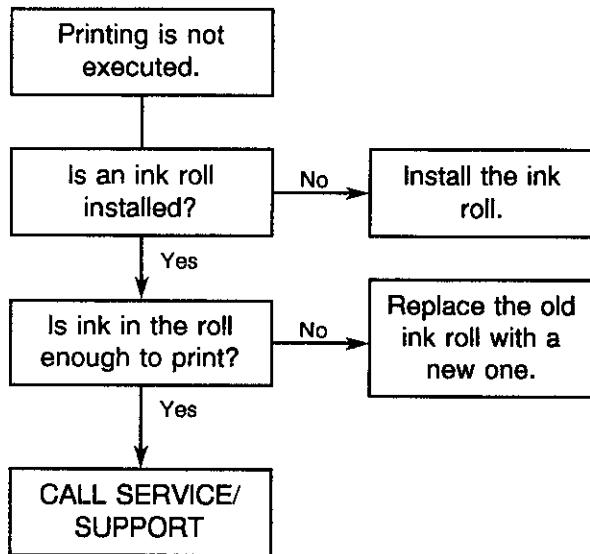 Printing is not
executed.
Is an ink roll
installed?
No
Install the ink
roll.
Yes
Is ink in the roll
enough to print?
No
Replace the old
ink roll with a
new one.
Yes
CALL SERVICE/
SUPPORT